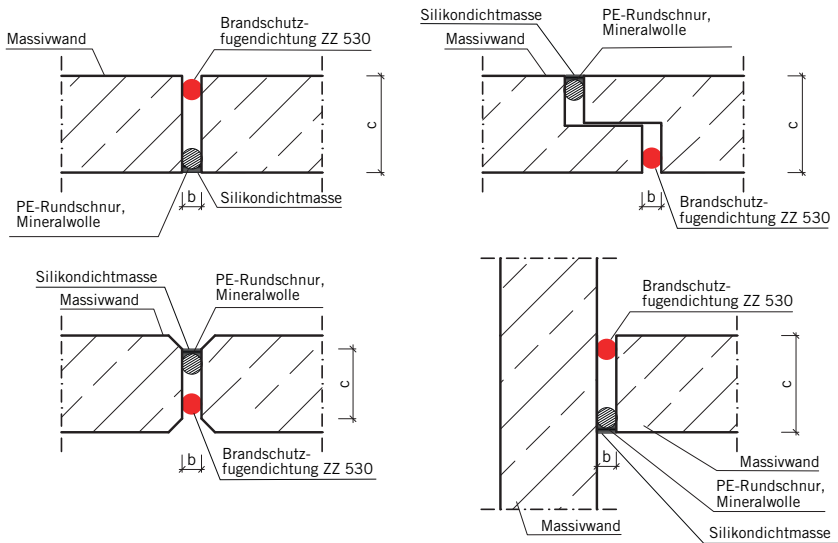 Brandschutz-
fugendichtung ZZ 530
Massivwand
c
b
PE-Rundschnur,
Mineralwolle
Silikondichtmasse
Silikondichtmasse
PE-Rundschnur,
Mineralwolle
Massivwand
c
b
Brandschutz-
fugendichtung ZZ 530
Silikondichtmasse
PE-Rundschnur,
Mineralwolle
Massivwand
c
b
Brandschutz-
fugendichtung ZZ 530
Brandschutz-
fugendichtung ZZ 530
c
b
Massivwand
PE-Rundschnur,
Mineralwolle
Massivwand
Silikondichtmasse